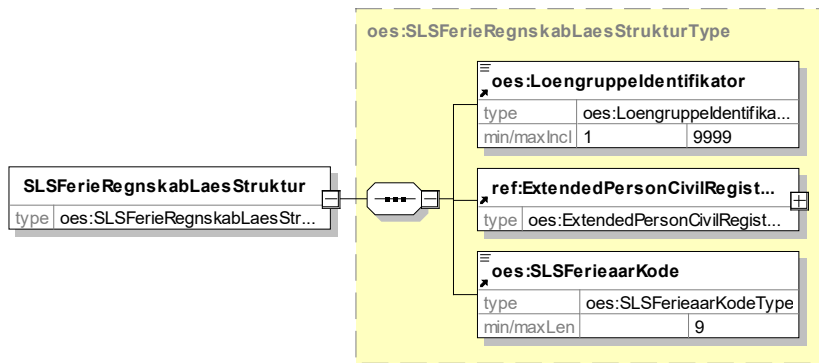 oes:SLSFerieRegnskabLaesStrukturType
oes:LoengruppeIdentifikator
type oes:LoengruppeIdentifika...
min/maxIncl 1 9999
SLSFerieRegnskabLaesStruktur
type oes:SLSFerieRegnskabLaesStr...
ref:ExtendedPersonCivilRegist...
type oes:ExtendedPersonCivilRegist...
oes:SLSFerieaarKode
type oes:SLSFerieaarKodeType
min/maxLen 9